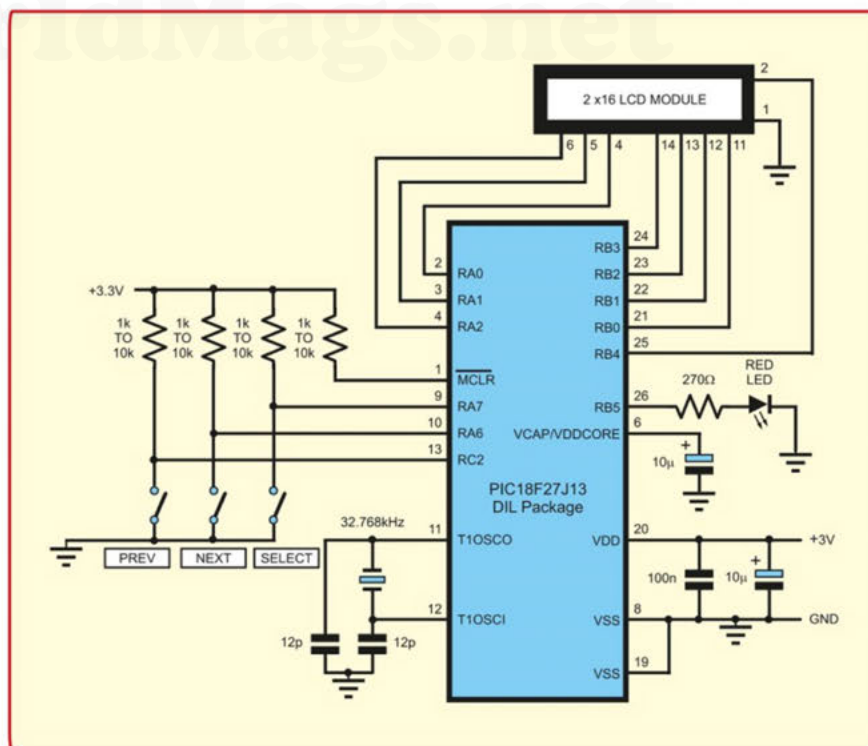 rldMags.net
2 x16 LCD MODULE
2
1
6 5 4 14 13 12 11
+3.3V
1k TO 10k
1k TO 10k
1k TO 10k
1k TO 10k
2 RA0
3 RA1
4 RA2
1 MCLR
9 RA7
10 RA6
13 RC2
11 T1OSCO
12 T1OSCI
RB3 24
RB2 23
RB1 22
RB0 21
RB4 25
RB5 26
VCAP/VDDCORE 6
PIC18F27J13
DIL Package
VDD 20
VSS 8
VSS 19
270Ω
RED
LED
+
10µ
+3V
100n
+
10µ
GND
PREV
NEXT
SELECT
32.768kHz
12p
12p